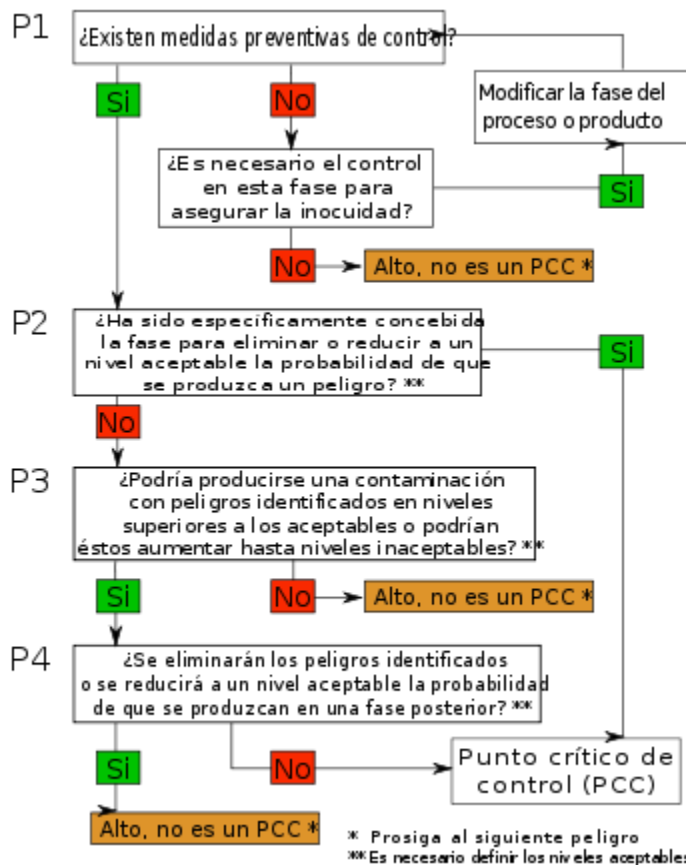 P1
¿Existen medidas preventivas de control?
Si
No
Modificar la fase del
proceso o producto
¿Es necesario el control
en esta fase para
asegurar la inocuidad?
Si
No
Alto, no es un PCC *
P2
¿Ha sido específicamente concebida
la fase para eliminar o reducir a un
nivel aceptable la probabilidad de que
se produzca un peligro? **
Si
No
P3
¿Podría producirse una contaminación
con peligros identificados en niveles
superiores a los aceptables o podrían
éstos aumentar hasta niveles inaceptables? **
Si
No
Alto, no es un PCC *
P4
¿Se eliminarán los peligros identificados
o se reducirá a un nivel aceptable la probabilidad
de que se produzcan en una fase posterior? **
Si
No
Punto crítico de
control (PCC)
Alto, no es un PCC *
* Prosiga al siguiente peligro
** Es necesario definir los niveles aceptables